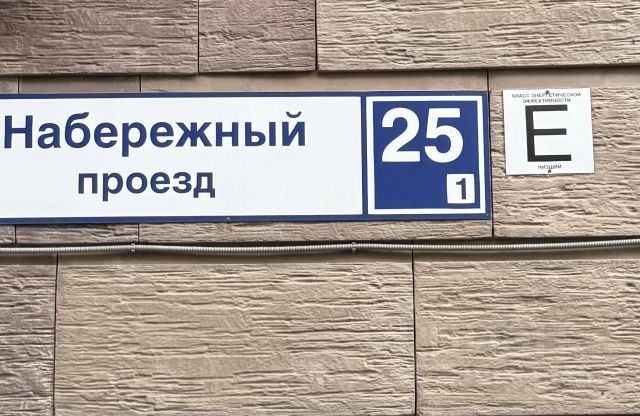 Набережный
проезд
25
1
КЛАСС ЭНЕРГЕТИЧЕСКОЙ
ЭФФЕКТИВНОСТИ
E
НИЗШИЙ